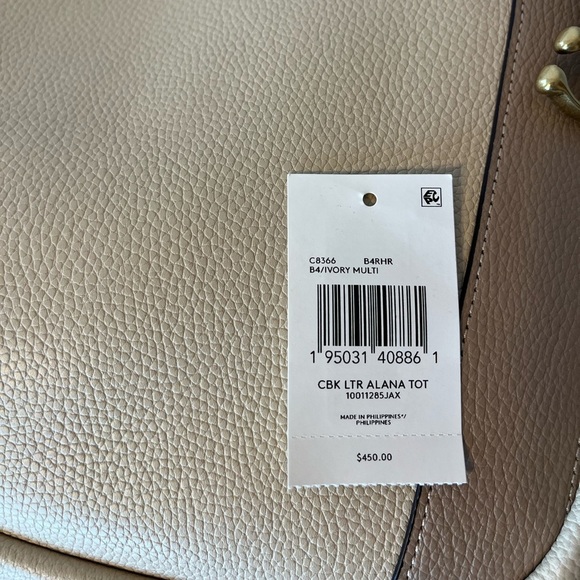 C8366 B4RHR
B4/IVORY MULTI
1 95031 40886 1
CBK LTR ALANA TOT
10011285JAX
MADE IN PHILIPPINES*/
PHILIPPINES
$450.00